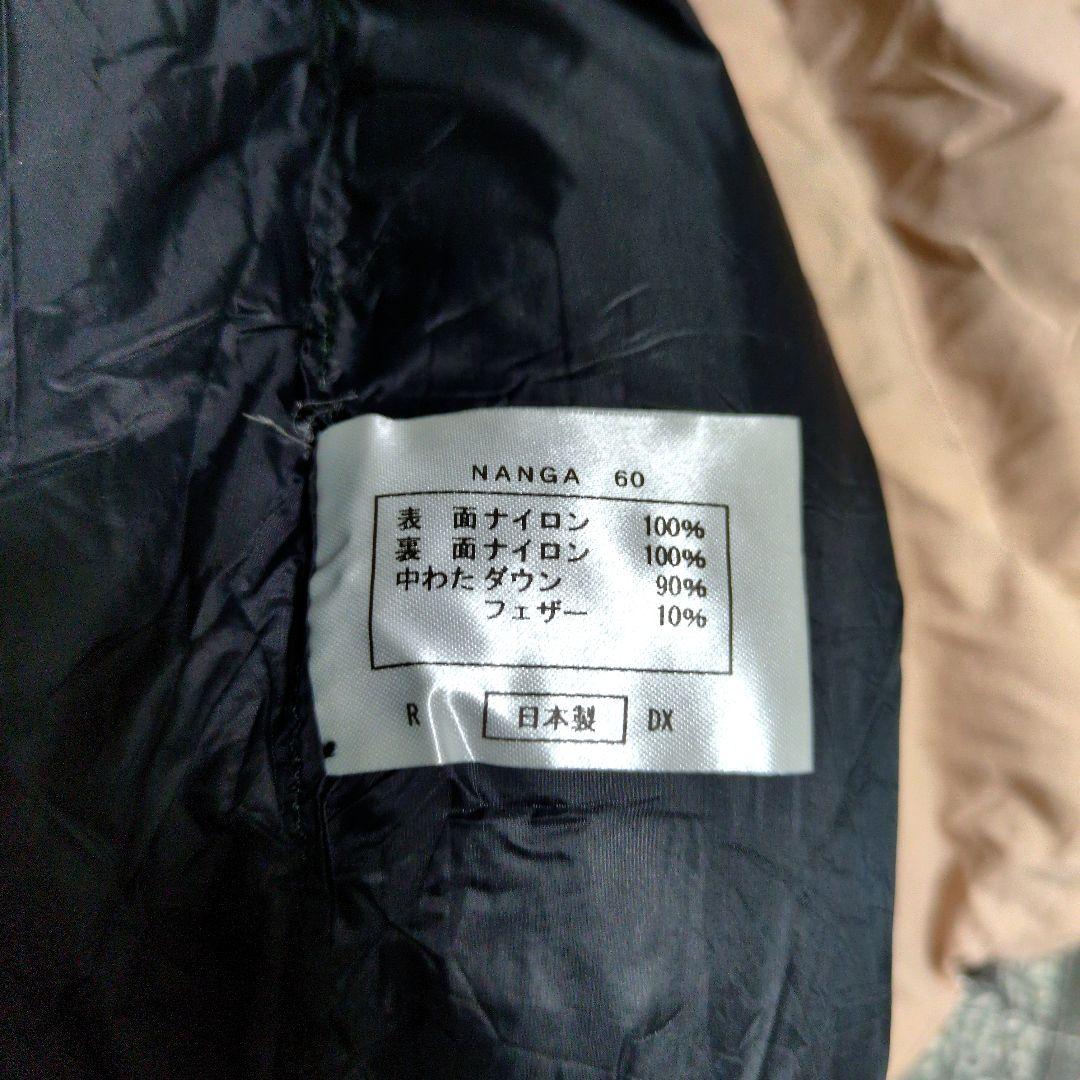 NANGA 60
表 面 ナイロン 100%
裏 面 ナイロン 100%
中わた ダウン 90%
フェザー 10%
R 日本製 DX